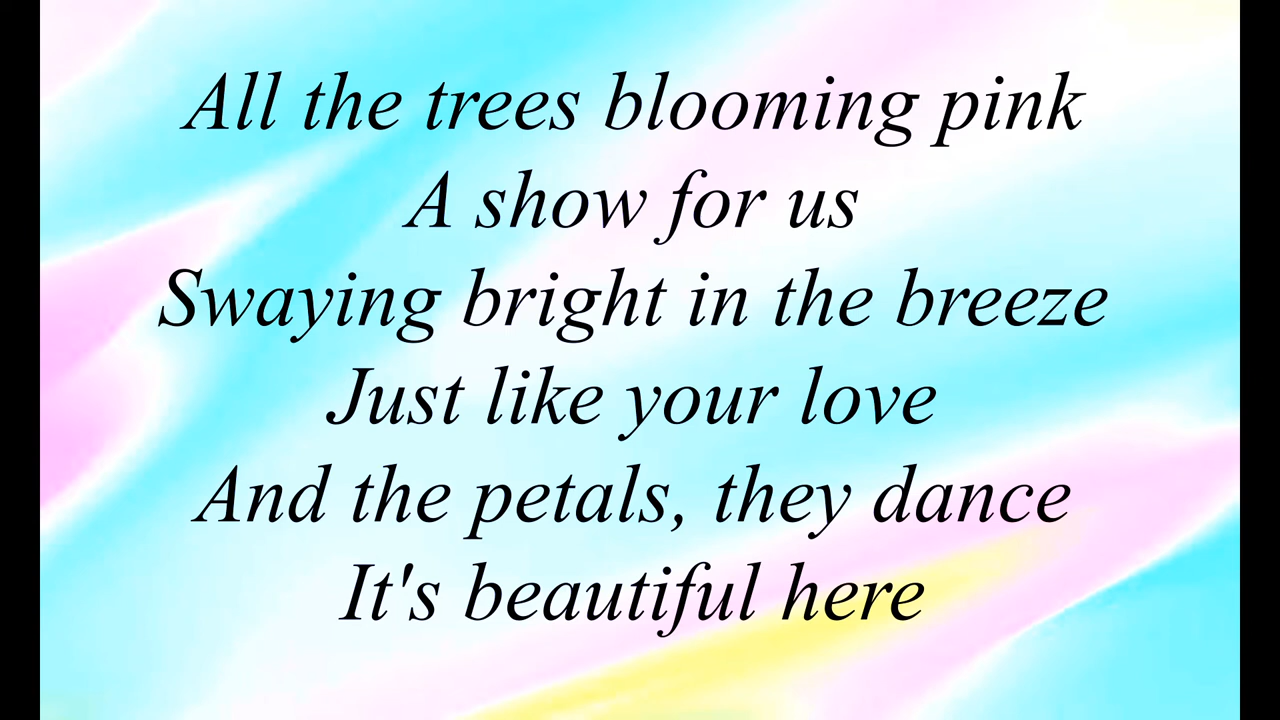 All the trees blooming pink
A show for us
Swaying bright in the breeze
Just like your love
And the petals, they dance
It's beautiful here